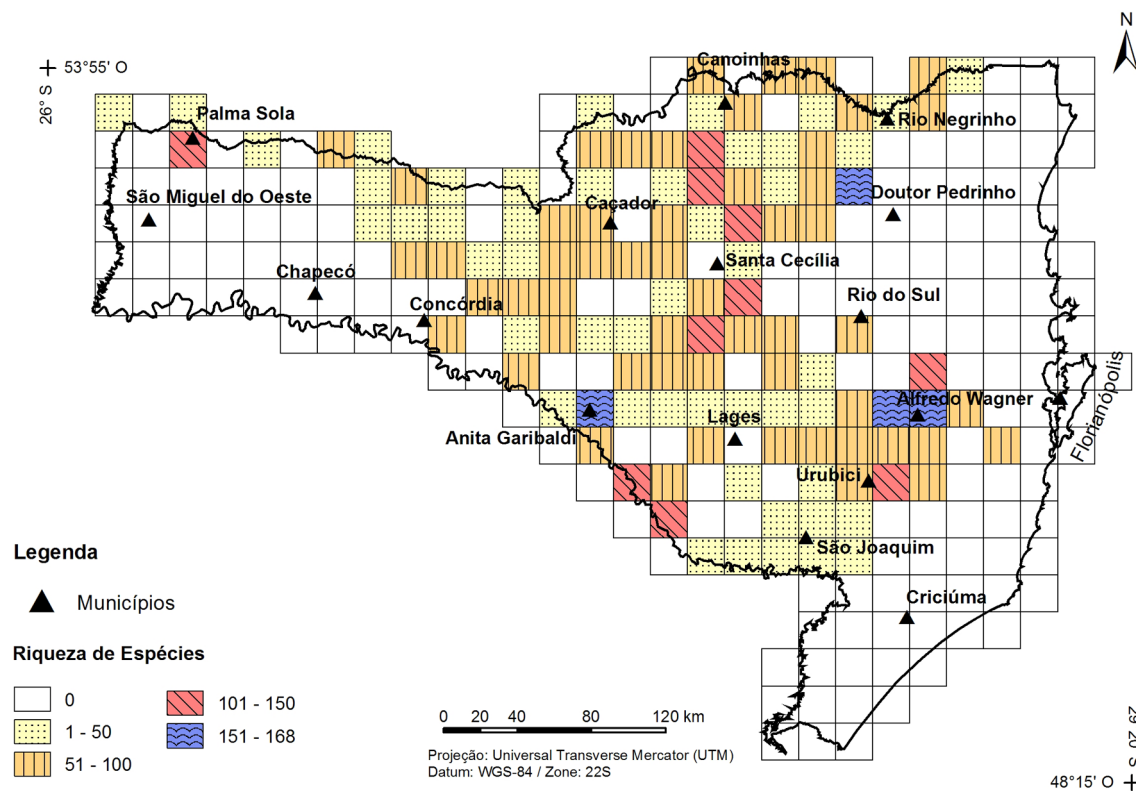 N
53°55' O
26° S
Canoinhas
Palma Sola
Rio Negrinho
São Miguel do Oeste
Doutor Pedrinho
Caçador
Santa Cecília
Chapecó
Concórdia
Rio do Sul
Alfredo Wagner
Florianópolis
Anita Garibaldi
Lages
Urubici
São Joaquim
Criciúma
Legenda
Municípios
Riqueza de Espécies
0
1 - 50
51 - 100
101 - 150
151 - 168
0 20 40 80 120 km
Projeção: Universal Transverse Mercator (UTM)
Datum: WGS-84 / Zone: 22S
29°20' S
48°15' O